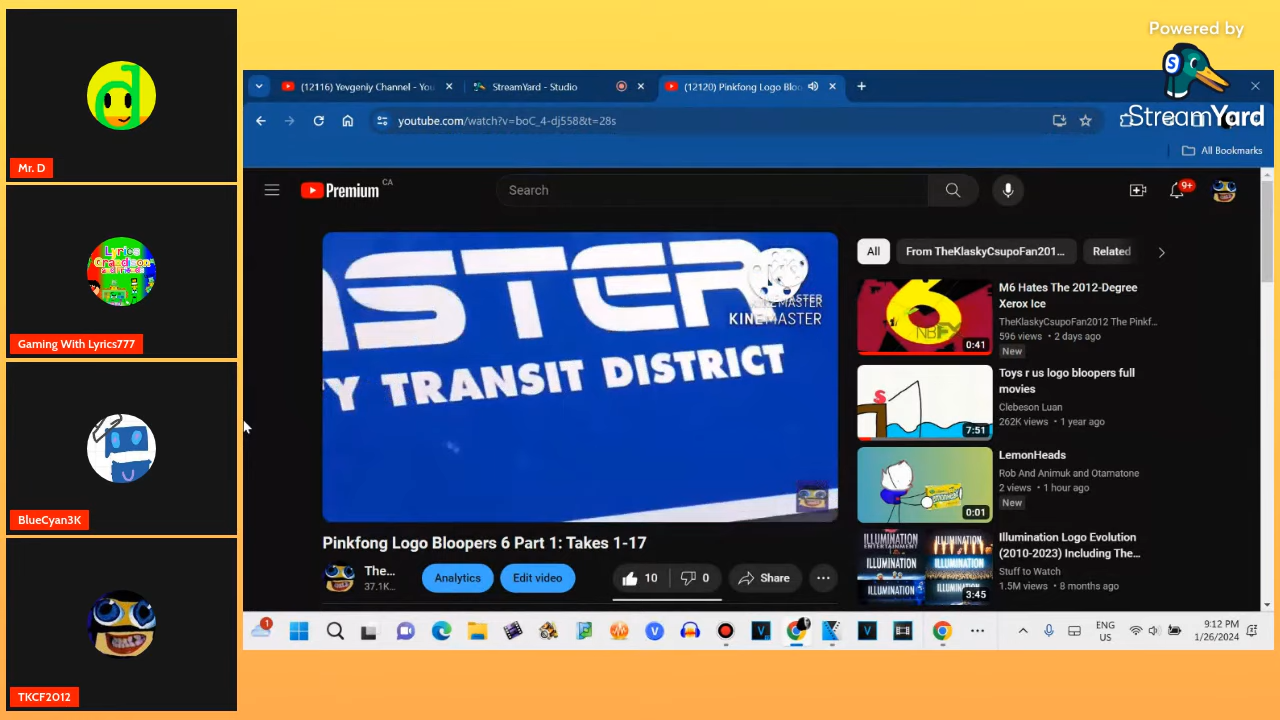 Powered by
StreamYard
Mr. D
Gaming With Lyrics777
BlueCyan3K
TKCF2012
(12116) Yevgeniy Channel - You
StreamYard - Studio
(12120) Pinkfong Logo Bloo
youtube.com/watch?v=boC_4-dj558&t=28s
All Bookmarks
Premium
CA
Search
9+
ASTER
KINEMASTER
KINEMASTER
Y TRANSIT DISTRICT
Pinkfong Logo Bloopers 6 Part 1: Takes 1-17
The...
37.1K...
Analytics
Edit video
10
0
Share
All
From TheKlaskyCsupoFan201...
Related
NBFY
0:41
M6 Hates The 2012-Degree
Xerox Ice
TheKlaskyCsupoFan2012 The Pinkf...
596 views • 2 days ago
New
S
7:51
Toys r us logo bloopers full
movies
Clebeson Luan
262K views • 1 year ago
0:01
LemonHeads
Rob And Animuk and Otamatone
2 views • 1 hour ago
New
ILLUMINATION
ILLUMINATION
ILLUMINATION
ILLUMINATION
3:45
Illumination Logo Evolution
(2010-2023) Including The...
Stuff to Watch
1.5M views • 8 months ago
1
ENG
US
9:12 PM
1/26/2024